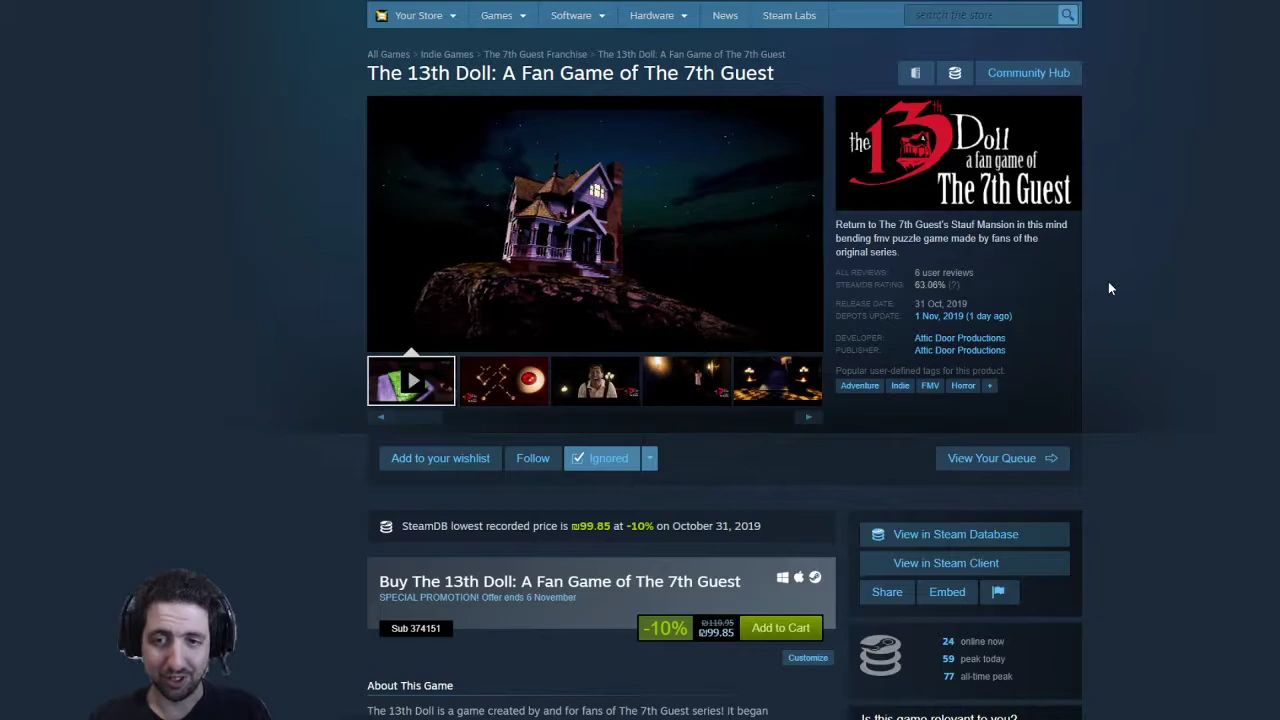 Your Store
Games
Software
Hardware
News
Steam Labs
search the store
All Games > Indie Games > The 7th Guest Franchise > The 13th Doll: A Fan Game of The 7th Guest
The 13th Doll: A Fan Game of The 7th Guest
Community Hub
the 13th Doll
a fan game of
The 7th Guest
Return to The 7th Guest's Stauf Mansion in this mind
bending fmv puzzle game made by fans of the
original series.
ALL REVIEWS: 6 user reviews
STEAMDB RATING: 63.06% (?)
RELEASE DATE: 31 Oct, 2019
DEPOTS UPDATE: 1 Nov, 2019 (1 day ago)
DEVELOPER: Attic Door Productions
PUBLISHER: Attic Door Productions
Popular user-defined tags for this product:
Adventure Indie FMV Horror +
Add to your wishlist
Follow
Ignored
View Your Queue
SteamDB lowest recorded price is ₪99.85 at -10% on October 31, 2019
View in Steam Database
View in Steam Client
Share
Embed
Buy The 13th Doll: A Fan Game of The 7th Guest
SPECIAL PROMOTION! Offer ends 6 November
Sub 374151
-10%
₪110.95
₪99.85
Add to Cart
Customize
24 online now
59 peak today
77 all-time peak
About This Game
The 13th Doll is a game created by and for fans of The 7th Guest series! It began
Is this game relevant to you?